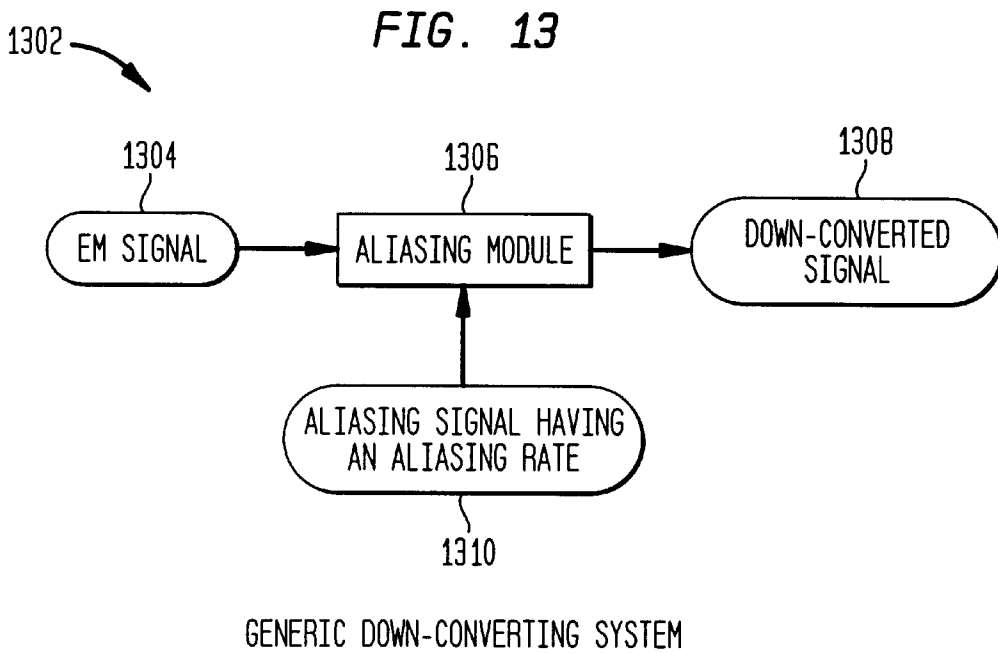 FIG. 13
1302
1304
1306
1308
EM SIGNAL
ALIASING MODULE
DOWN-CONVERTED
SIGNAL
ALIASING SIGNAL HAVING
AN ALIASING RATE
1310
GENERIC DOWN-CONVERTING SYSTEM